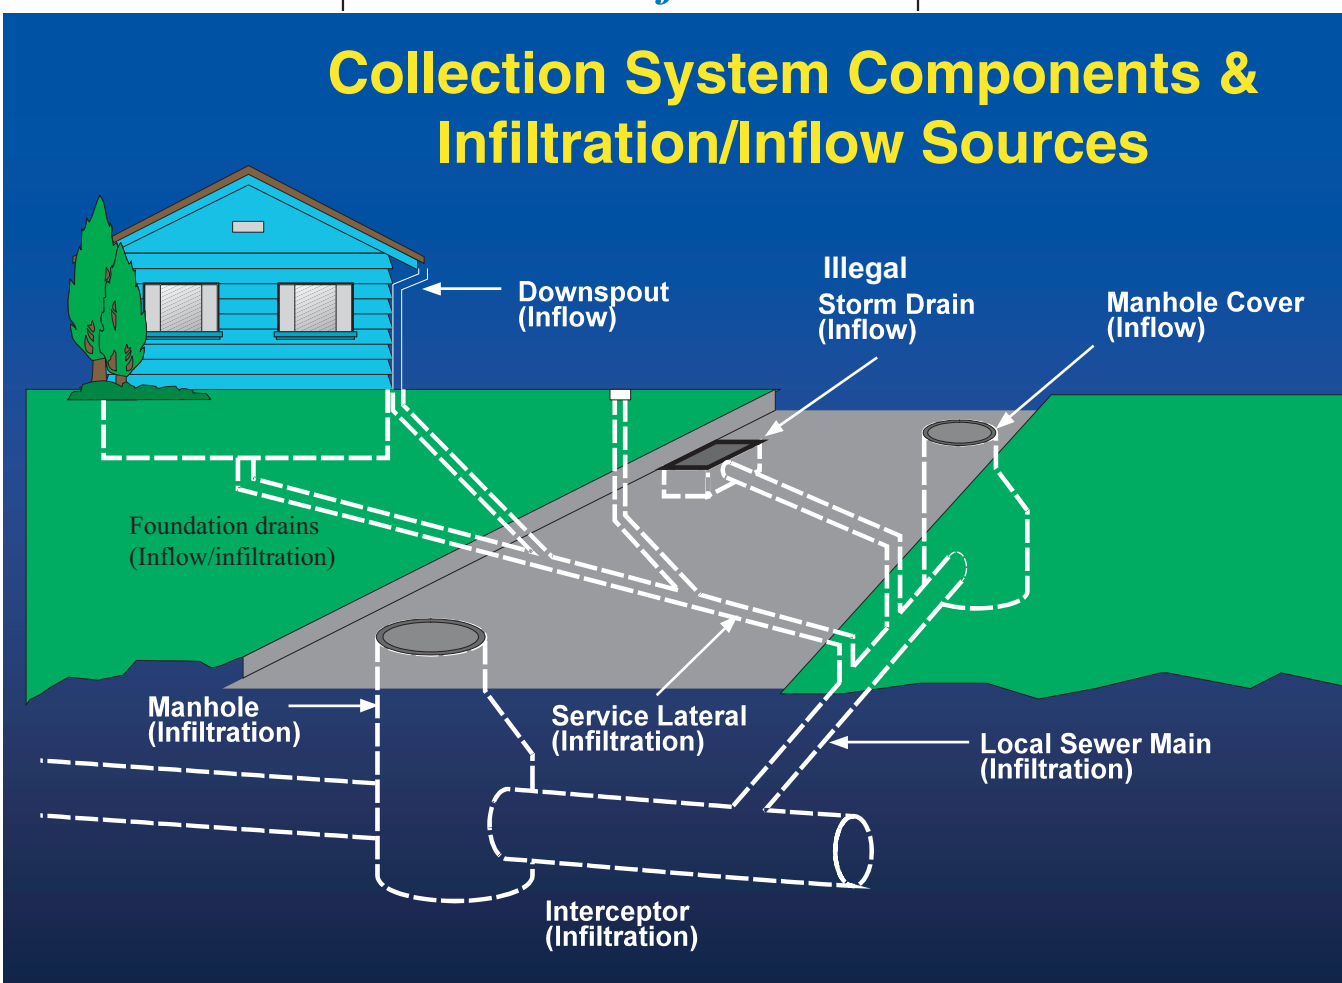 Collection System Components &
Infiltration/Inflow Sources
Downspout
(Inflow)
Illegal
Storm Drain
(Inflow)
Manhole Cover
(Inflow)
Foundation drains
(Inflow/infiltration)
Manhole
(Infiltration)
Service Lateral
(Infiltration)
Local Sewer Main
(Infiltration)
Interceptor
(Infiltration)